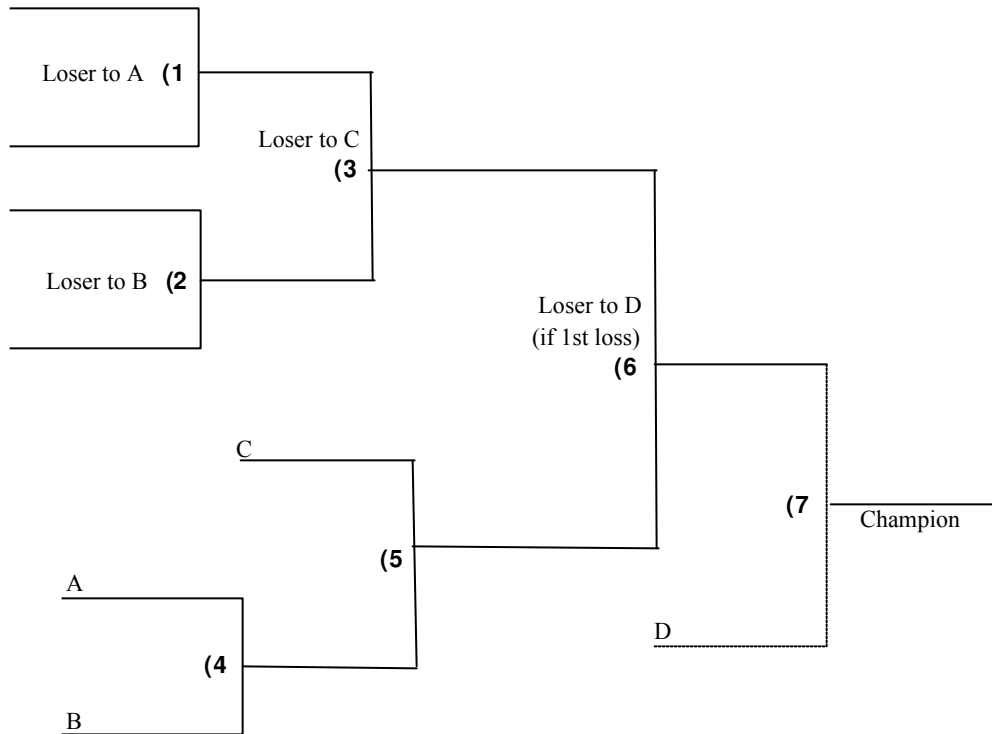 Loser to A (1
Loser to C
(3
Loser to B (2
Loser to D
(if 1st loss)
(6
C
(7
Champion
(5
A
D
(4
B